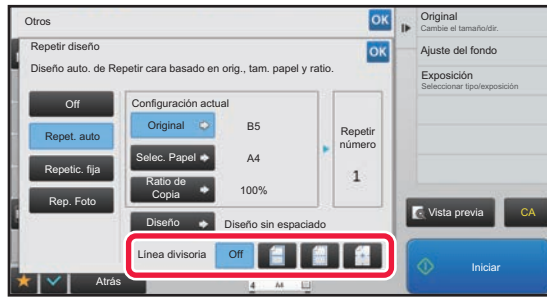 Otros
OK
Repetir diseño
OK
Diseño auto. de Repetir cara basado en orig., tam. papel y ratio.
Off
Repet. auto
Repetic. fija
Rep. Foto
Configuración actual
Original
B5
Selec. Papel
A4
Ratio de
Copia
100%
Repetir
número
1
Diseño
Diseño sin espaciado
Línea divisoria
Off
Atrás
4
A4
Original
Cambie el tamaño/dir.
Ajuste del fondo
Exposición
Seleccionar tipo/exposición
Vista previa
CA
Iniciar